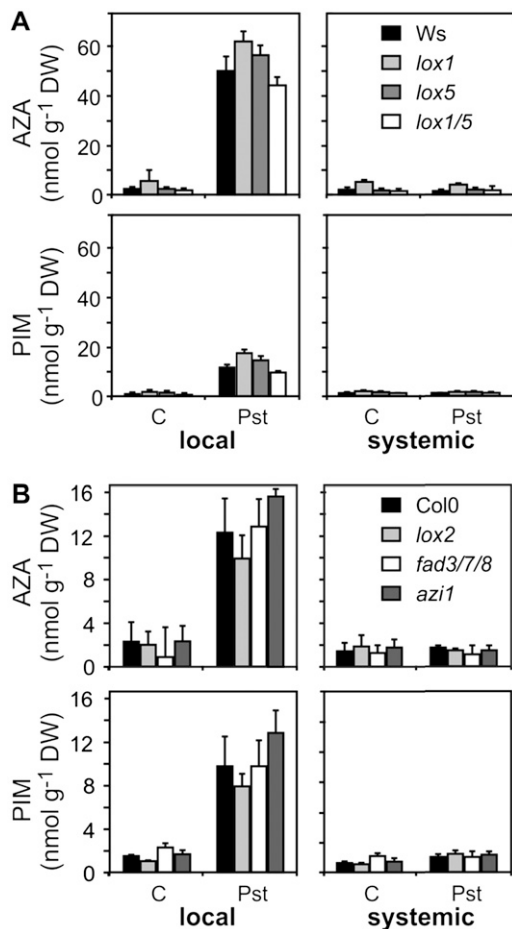 A
AZA
(nmol g⁻¹ DW)
60
40
20
0
Ws
lox1
lox5
lox1/5
PIM
(nmol g⁻¹ DW)
60
40
20
0
C Pst C Pst
local systemic
B
AZA
(nmol g⁻¹ DW)
16
12
8
4
0
Col0
lox2
fad3/7/8
azi1
PIM
(nmol g⁻¹ DW)
16
12
8
4
0
C Pst C Pst
local systemic